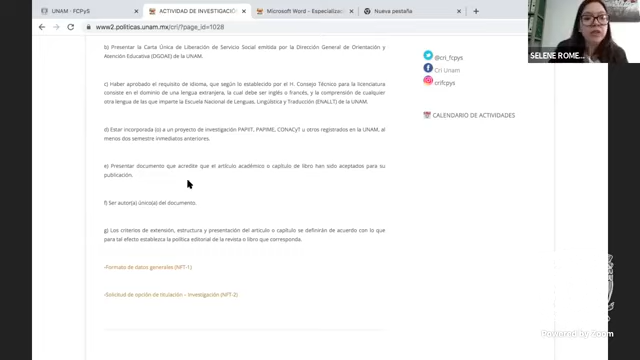 UNAM :: FCPyS
ACTIVIDAD DE INVESTIGACIÓ
Microsoft Word - Especializac
Nueva pestaña
www2.politicas.unam.mx/cri/?page_id=1028
SELENE ROME...
b) Presentar la Carta Única de Liberación de Servicio Social emitida por la Dirección General de Orientación y
Atención Educativa (DGOAE) de la UNAM.
c) Haber aprobado el requisito de idioma, que según lo establecido por el H. Consejo Técnico para la licenciatura
consiste en el dominio de una lengua extranjera, la cual debe ser inglés o francés, y la comprensión de cualquier
otra lengua de las que imparte la Escuela Nacional de Lenguas, Lingüística y Traducción (ENALLT) de la UNAM.
d) Estar incorporada (o) a un proyecto de investigación PAPIIT, PAPIME, CONACyT u otros registrados en la UNAM, al
menos dos semestre inmediatos anteriores.
e) Presentar documento que acredite que el artículo académico o capítulo de libro han sido aceptados para su
publicación.
f) Ser autor(a) único(a) del documento.
g) Los criterios de extensión, estructura y presentación del artículo o capítulo se definirán de acuerdo con lo que
para tal efecto establezca la política editorial de la revista o libro que corresponda.
-Formato de datos generales (NFT-1)
-Solicitud de opción de titulación – Investigación (NFT-2)
@cri_fcpys
Cri Unam
crifcpys
CALENDARIO DE ACTIVIDADES
Powered by Zoom